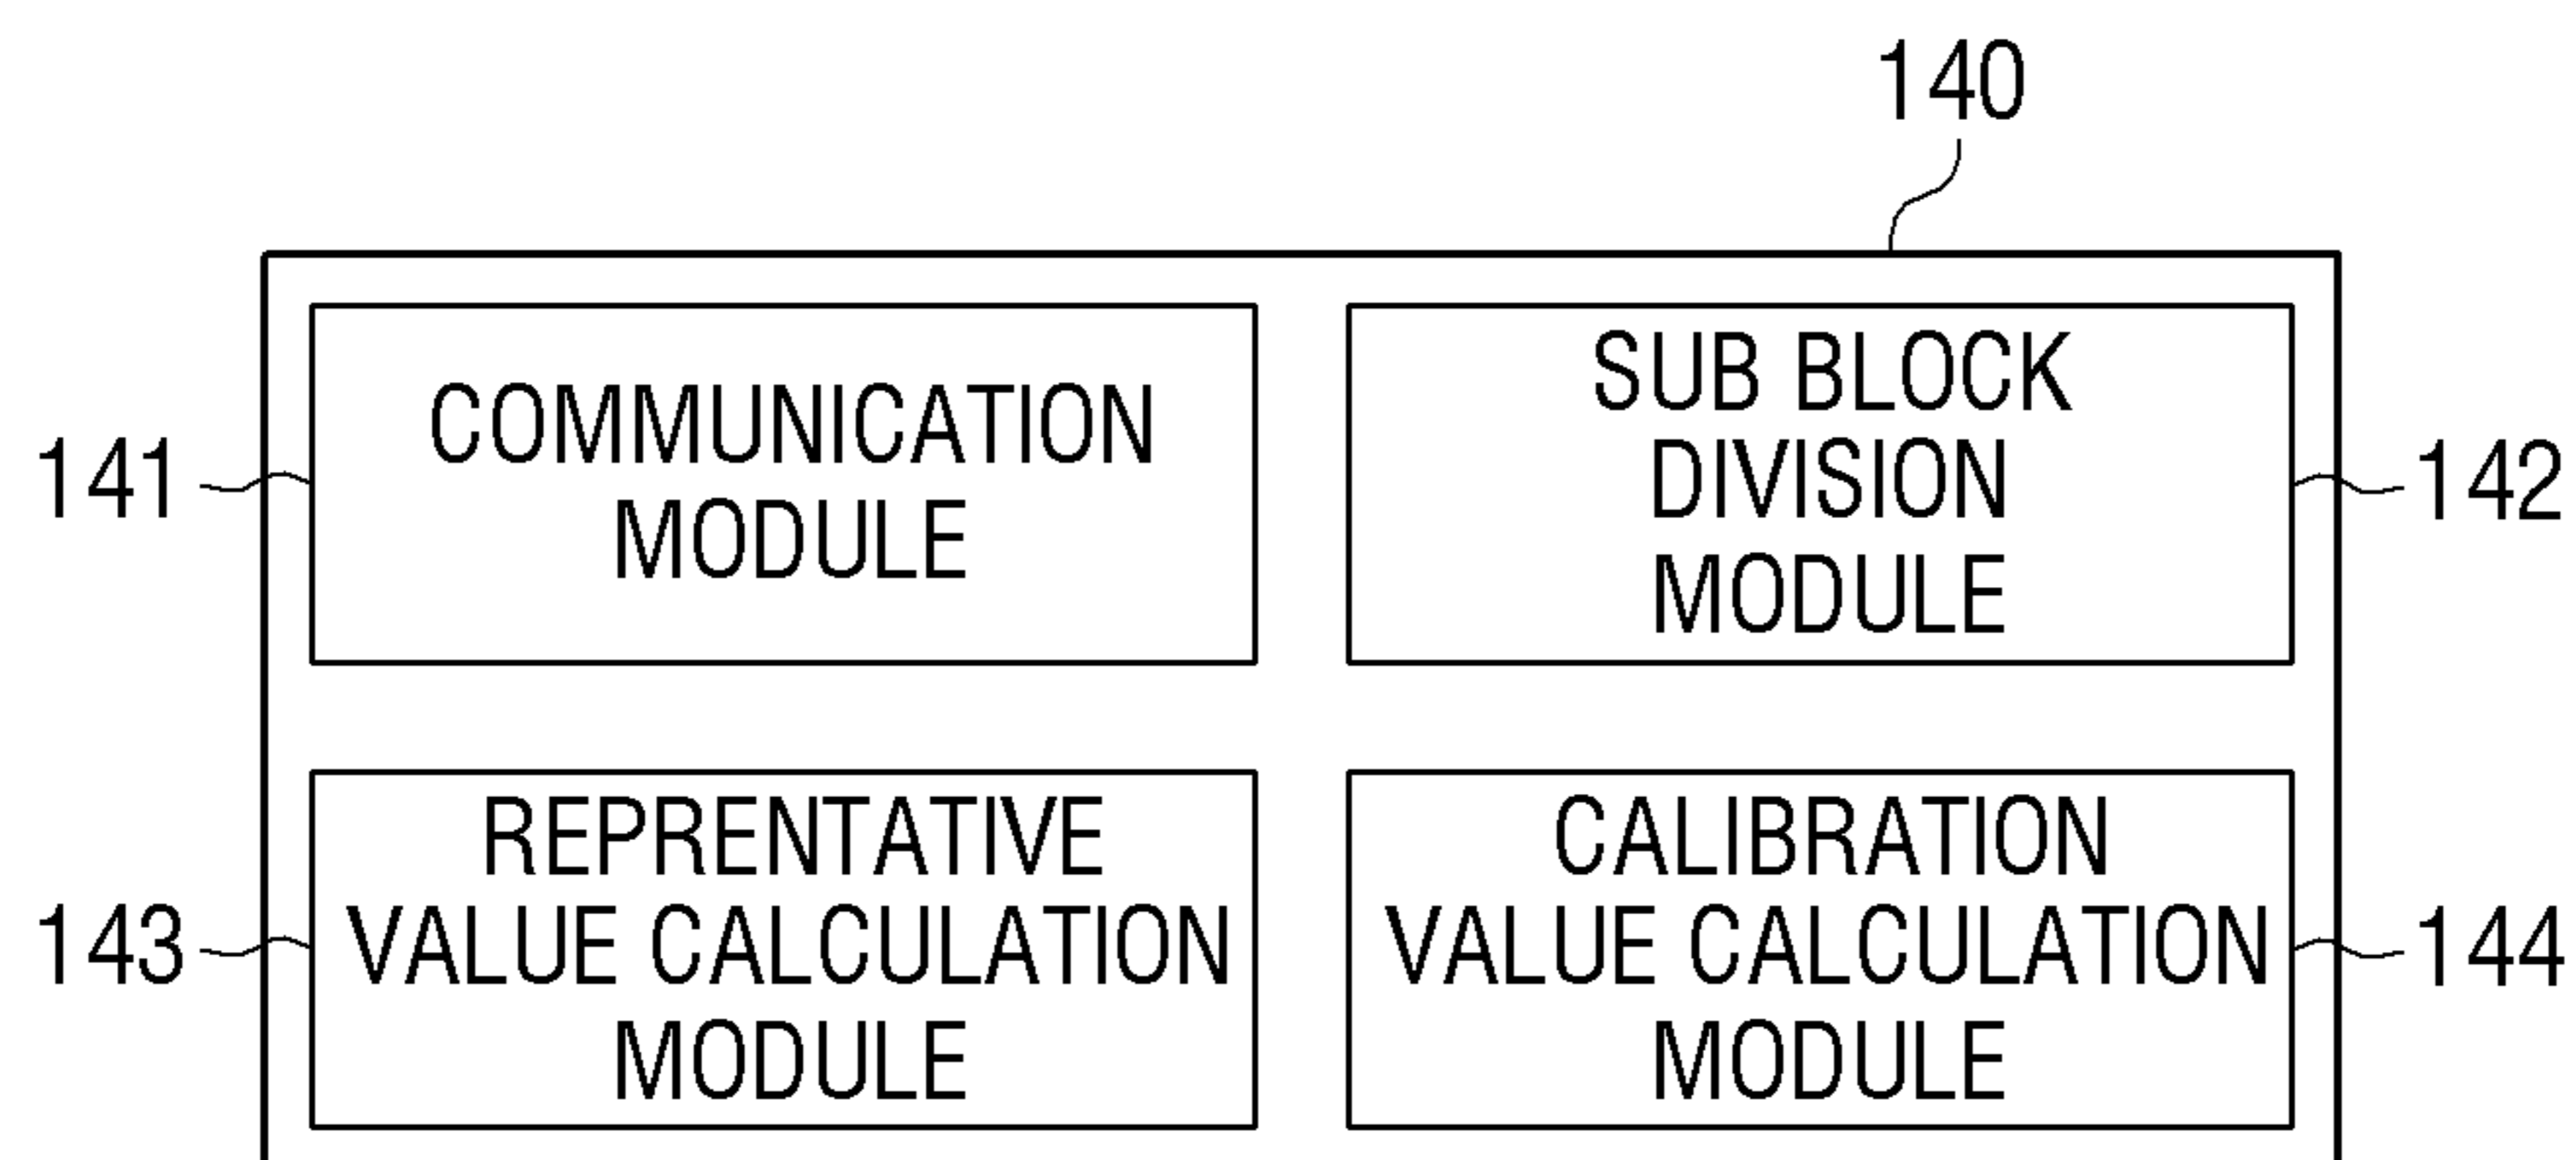 140
COMMUNICATION
MODULE
141
SUB BLOCK
DIVISION
MODULE
142
REPRENTATIVE
VALUE CALCULATION
MODULE
143
CALIBRATION
VALUE CALCULATION
MODULE
144